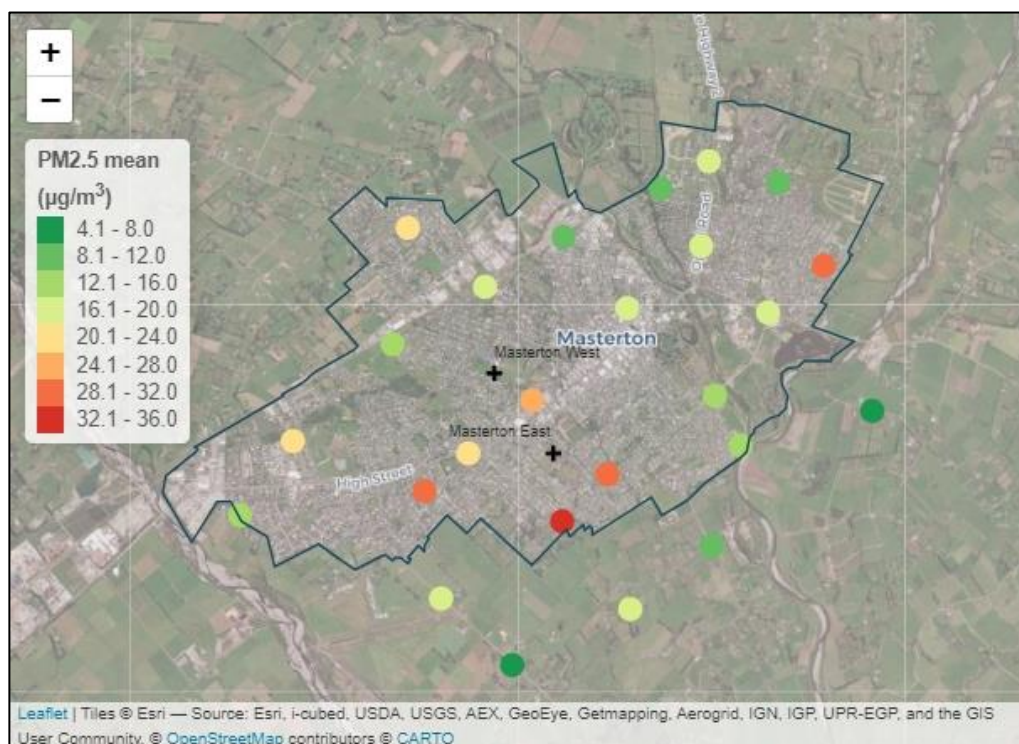 +
−
PM2.5 mean
(µg/m³)
4.1 - 8.0
8.1 - 12.0
12.1 - 16.0
16.1 - 20.0
20.1 - 24.0
24.1 - 28.0
28.1 - 32.0
32.1 - 36.0
Road
Masterton
Masterton West
Masterton East
High Street
Leaflet | Tiles © Esri — Source: Esri, i-cubed, USDA, USGS, AEX, GeoEye, Getmapping, Aerogrid, IGN, IGP, UPR-EGP, and the GIS
User Community, © OpenStreetMap contributors © CARTO